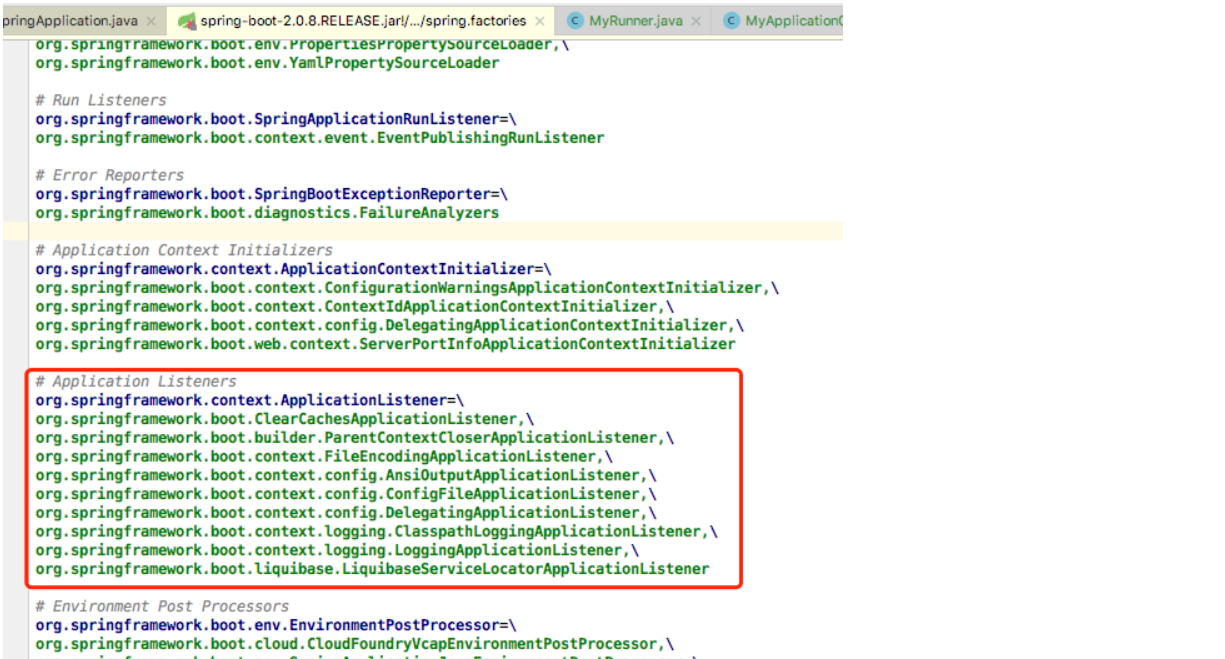 pringApplication.java × spring-boot-2.0.8.RELEASE.jar!/.../spring.factories × C MyRunner.java × C MyApplicationC
org.springframework.boot.env.PropertiesPropertySourceLoader,\
org.springframework.boot.env.YamlPropertySourceLoader
# Run Listeners
org.springframework.boot.SpringApplicationRunListener=\
org.springframework.boot.context.event.EventPublishingRunListener
# Error Reporters
org.springframework.boot.SpringBootExceptionReporter=\
org.springframework.boot.diagnostics.FailureAnalyzers
# Application Context Initializers
org.springframework.context.ApplicationContextInitializer=\
org.springframework.boot.context.ConfigurationWarningsApplicationContextInitializer,\
org.springframework.boot.context.ContextIdApplicationContextInitializer,\
org.springframework.boot.context.config.DelegatingApplicationContextInitializer,\
org.springframework.boot.web.context.ServerPortInfoApplicationContextInitializer
# Application Listeners
org.springframework.context.ApplicationListener=\
org.springframework.boot.ClearCachesApplicationListener,\
org.springframework.boot.builder.ParentContextCloserApplicationListener,\
org.springframework.boot.context.FileEncodingApplicationListener,\
org.springframework.boot.context.config.AnsiOutputApplicationListener,\
org.springframework.boot.context.config.ConfigFileApplicationListener,\
org.springframework.boot.context.config.DelegatingApplicationListener,\
org.springframework.boot.context.logging.ClasspathLoggingApplicationListener,\
org.springframework.boot.context.logging.LoggingApplicationListener,\
org.springframework.boot.liquibase.LiquibaseServiceLocatorApplicationListener
# Environment Post Processors
org.springframework.boot.env.EnvironmentPostProcessor=\
org.springframework.boot.cloud.CloudFoundryVcapEnvironmentPostProcessor,\